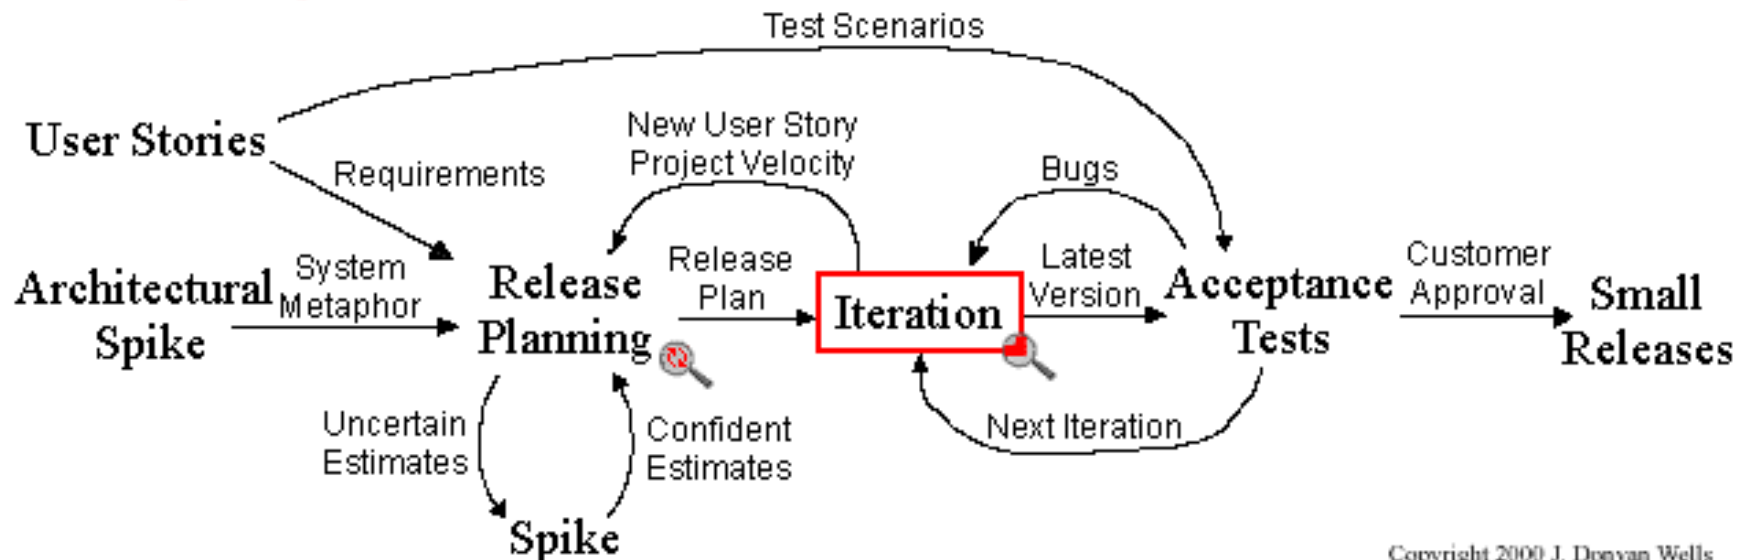 Test Scenarios
User Stories
New User Story
Project Velocity
Requirements
Bugs
Architectural
Spike
System
Metaphor
Release
Planning
Release
Plan
Iteration
Latest
Version
Acceptance
Tests
Customer
Approval
Small
Releases
Uncertain
Estimates
Confident
Estimates
Next Iteration
Spike
Copyright 2000 J. Donvan Wells